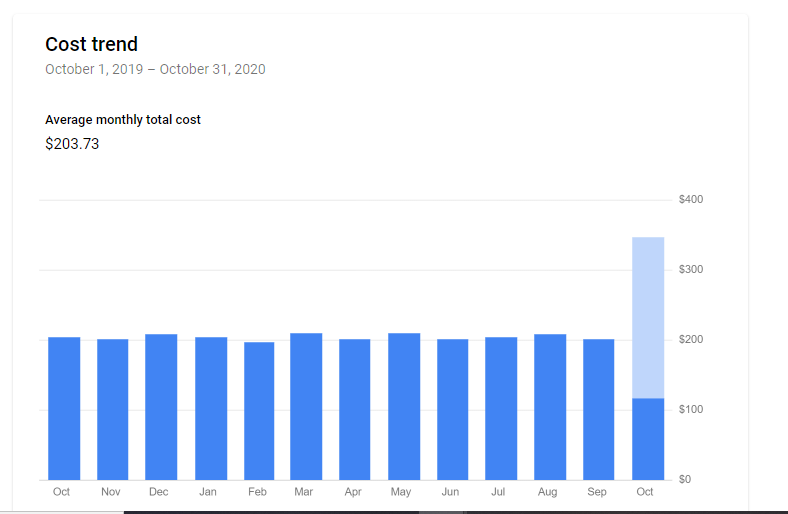 Cost trend
October 1, 2019 – October 31, 2020
Average monthly total cost
$203.73
$400
$300
$200
$100
$0
Oct Nov Dec Jan Feb Mar Apr May Jun Jul Aug Sep Oct